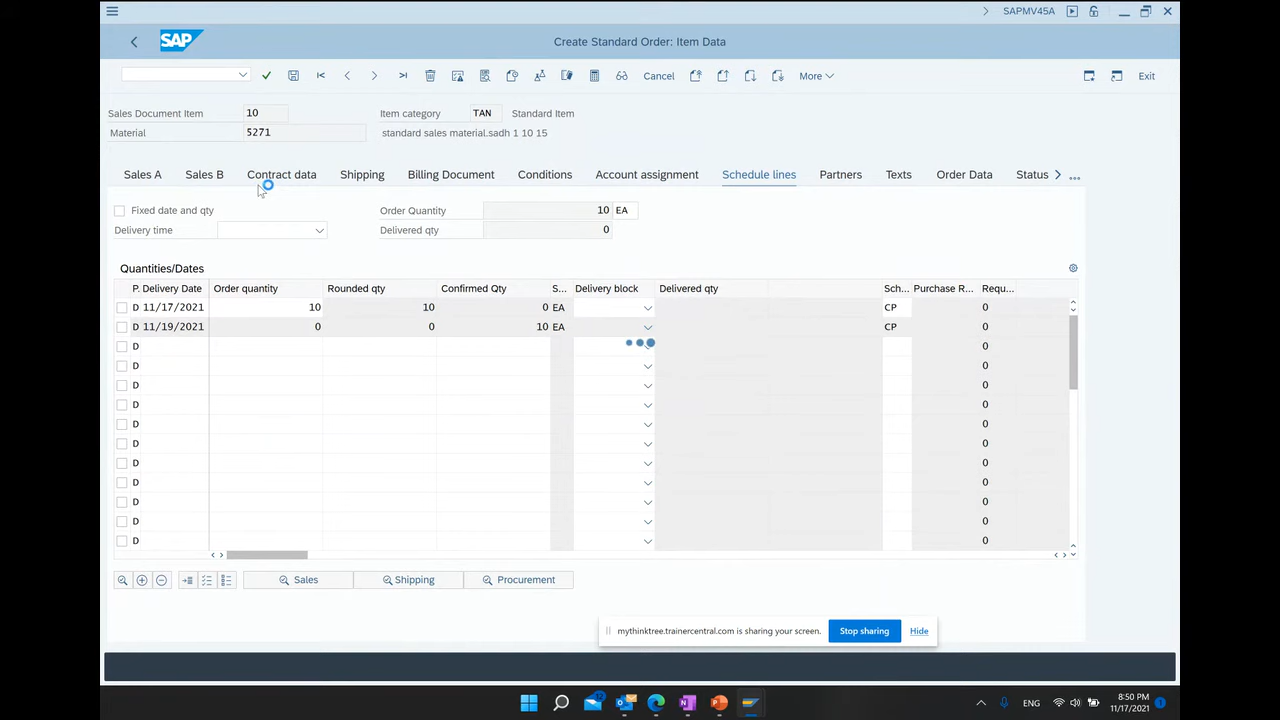 SAPMV45A
SAP Create Standard Order: Item Data
Cancel More Exit
Sales Document Item 10 Item category TAN Standard Item
Material 5271 standard sales material.sadh 1 10 15
Sales A Sales B Contract data Shipping Billing Document Conditions Account assignment Schedule lines Partners Texts Order Data Status
Fixed date and qty Order Quantity 10 EA
Delivery time Delivered qty 0
Quantities/Dates
P. Delivery Date Order quantity Rounded qty Confirmed Qty S... Delivery block Delivered qty Sch... Purchase R... Requ...
D 11/17/2021 10 10 0 EA CP 0
D 11/19/2021 0 0 10 EA CP 0
D 0
D 0
D 0
D 0
D 0
D 0
D 0
D 0
D 0
D 0
D 0
Sales Shipping Procurement
mythinktree.trainercentral.com is sharing your screen. Stop sharing Hide
ENG 8:50 PM
11/17/2021